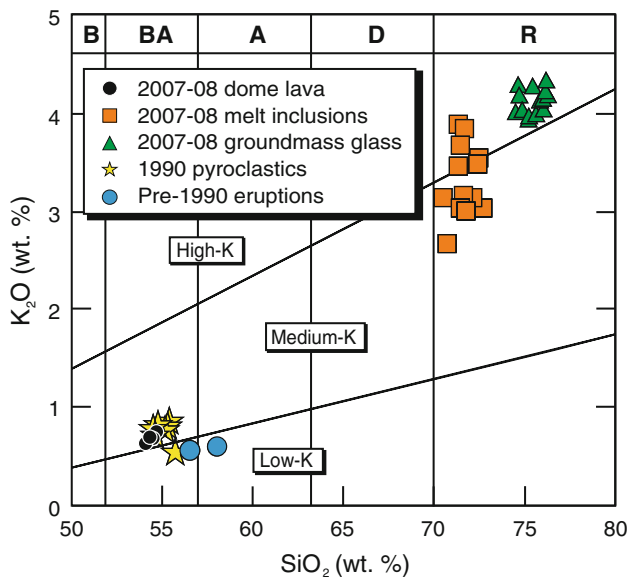 B BA A D R
2007-08 dome lava
2007-08 melt inclusions
2007-08 groundmass glass
1990 pyroclastics
Pre-1990 eruptions
High-K
Medium-K
Low-K
5
4
3
2
1
0
K₂O (wt. %)
50 55 60 65 70 75 80
SiO₂ (wt. %)